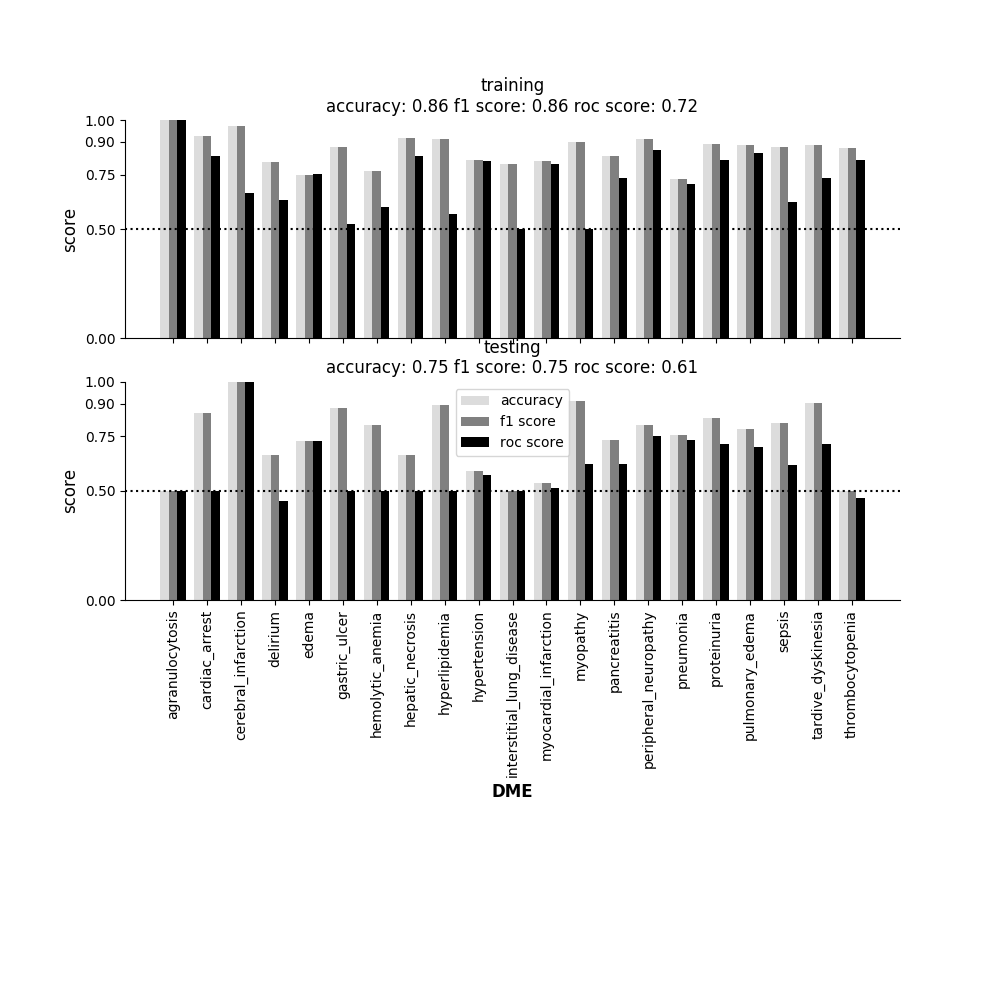 training
accuracy: 0.86 f1 score: 0.86 roc score: 0.72
1.00
0.90
0.75
0.50
0.00
score
testing
accuracy: 0.75 f1 score: 0.75 roc score: 0.61
1.00
0.90
0.75
0.50
0.00
score
accuracy
f1 score
roc score
agranulocytosis
cardiac_arrest
cerebral_infarction
delirium
edema
gastric_ulcer
hemolytic_anemia
hepatic_necrosis
hyperlipidemia
hypertension
interstitial_lung_disease
myocardial_infarction
myopathy
pancreatitis
peripheral_neuropathy
pneumonia
proteinuria
pulmonary_edema
sepsis
tardive_dyskinesia
thrombocytopenia
DME